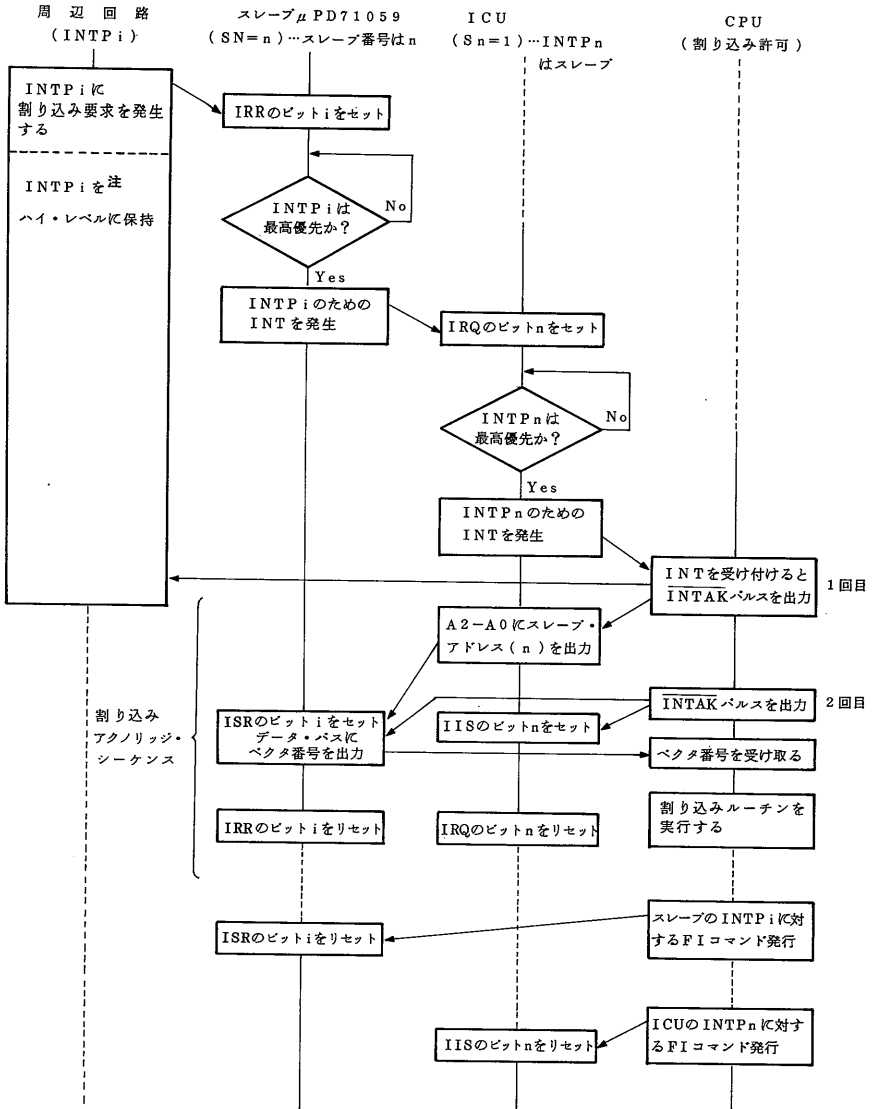 周辺回路
(INTPi)
スレーブμPD71059
(SN=n)…スレーブ番号はn
ICU
(Sn=1)…INTPn
はスレーブ
CPU
(割り込み許可)
INTPiに
割り込み要求を発生
する
INTPiを注
ハイ・レベルに保持
IRRのビットiをセット
INTPiは
最高優先か?
No
Yes
INTPiのための
INTを発生
IRQのビットnをセット
INTPnは
最高優先か?
No
Yes
INTPnのための
INTを発生
INTを受け付けると
INTAKパルスを出力
1回目
A2-A0にスレーブ・
アドレス(n)を出力
INTAKパルスを出力
2回目
割り込み
アクノリッジ・
シーケンス
ISRのビットiをセット
データ・バスに
ベクタ番号を出力
IISのビットnをセット
ベクタ番号を受け取る
IRRのビットiをリセット
IRQのビットnをリセット
割り込みルーチンを
実行する
ISRのビットiをリセット
スレーブのINTPiに対
するFIコマンド発行
IISのビットnをリセット
ICUのINTPnに対す
るFIコマンド発行